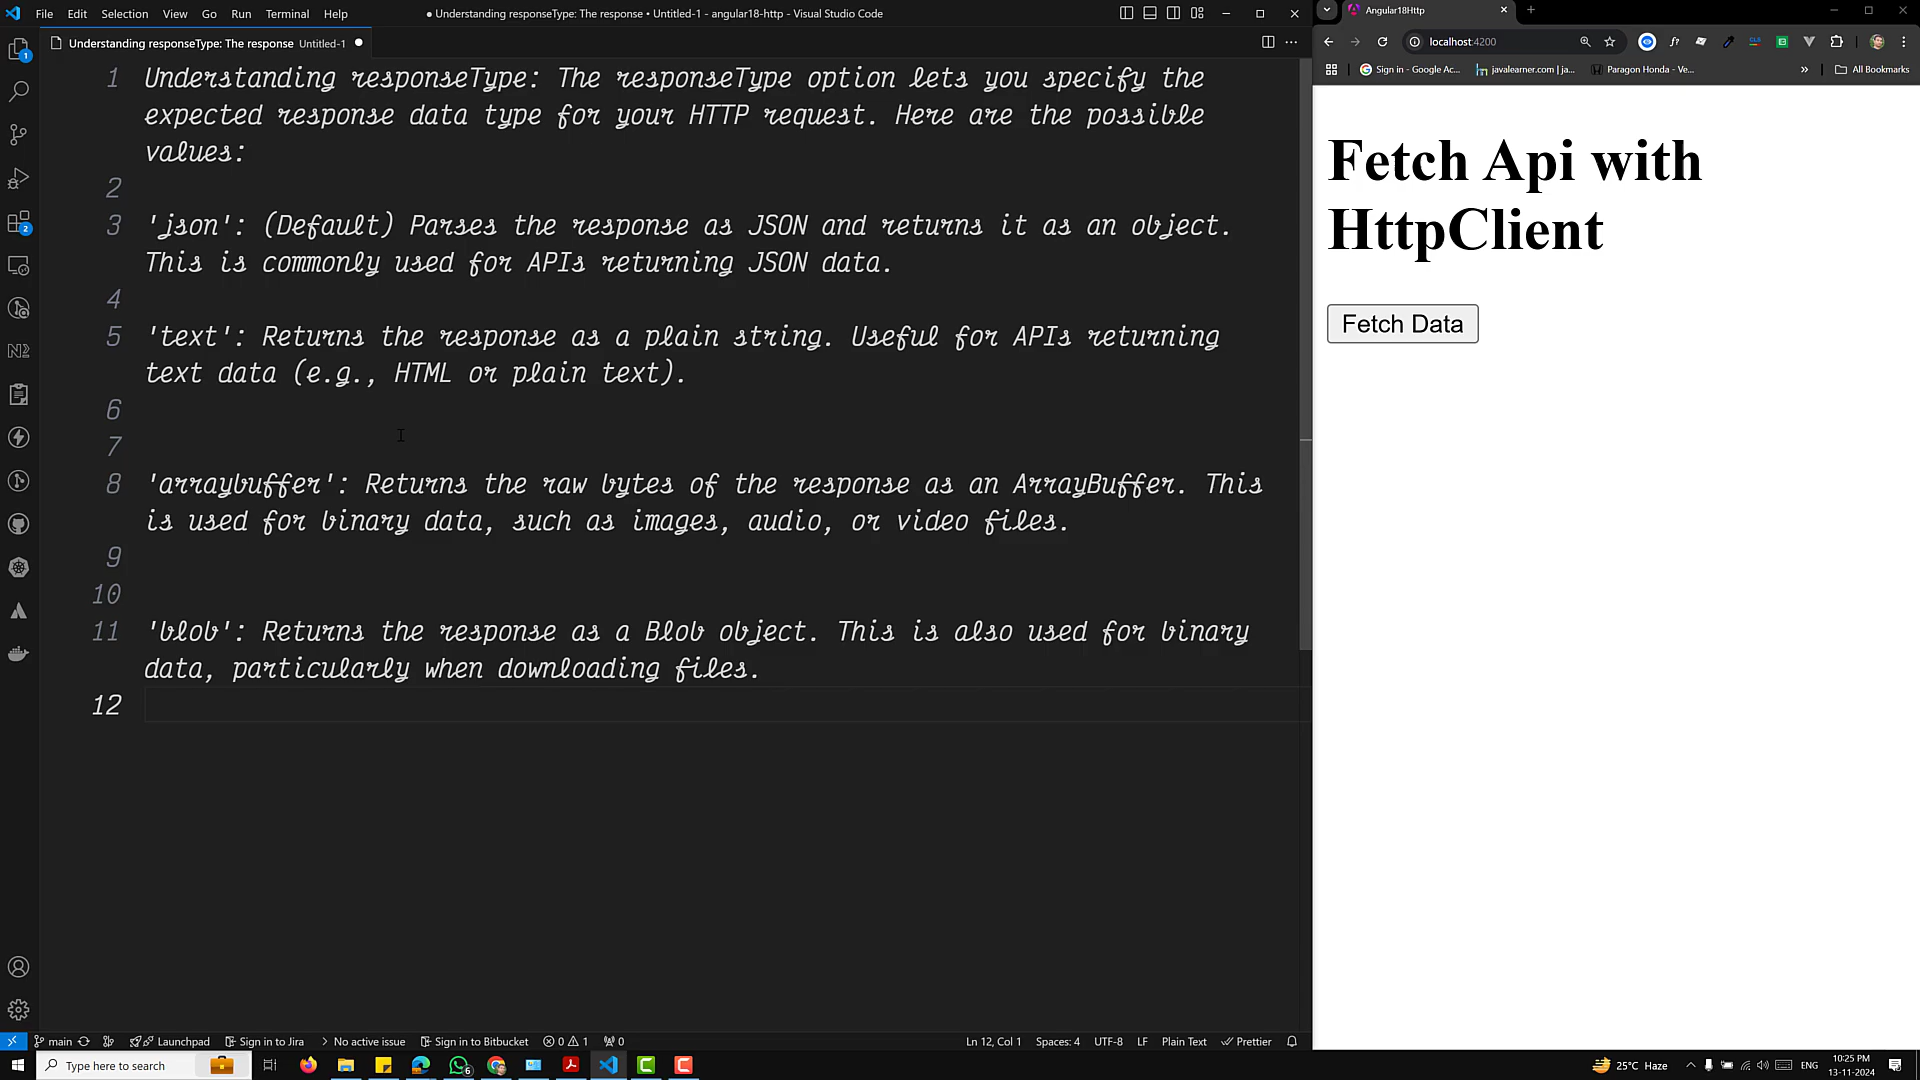 File Edit Selection View Go Run Terminal Help
● Understanding responseType: The response • Untitled-1 - angular18-http - Visual Studio Code
Understanding responseType: The response Untitled-1 ●
1 Understanding responseType: The responseType option lets you specify the
expected response data type for your HTTP request. Here are the possible
values:
2
3 'json': (Default) Parses the response as JSON and returns it as an object.
This is commonly used for APIs returning JSON data.
4
5 'text': Returns the response as a plain string. Useful for APIs returning
text data (e.g., HTML or plain text).
6
7
8 'arraybuffer': Returns the raw bytes of the response as an ArrayBuffer. This
is used for binary data, such as images, audio, or video files.
9
10
11 'blob': Returns the response as a Blob object. This is also used for binary
data, particularly when downloading files.
12
main Launchpad Sign in to Jira No active issue Sign in to Bitbucket 0 1 0
Ln 12, Col 1 Spaces: 4 UTF-8 LF Plain Text Prettier
Angular18Http
localhost:4200
Sign in - Google Ac... javalearner.com | ja... Paragon Honda - Ve... » All Bookmarks
Fetch Api with
HttpClient
Fetch Data
Type here to search
25°C Haze ENG 10:25 PM
13-11-2024